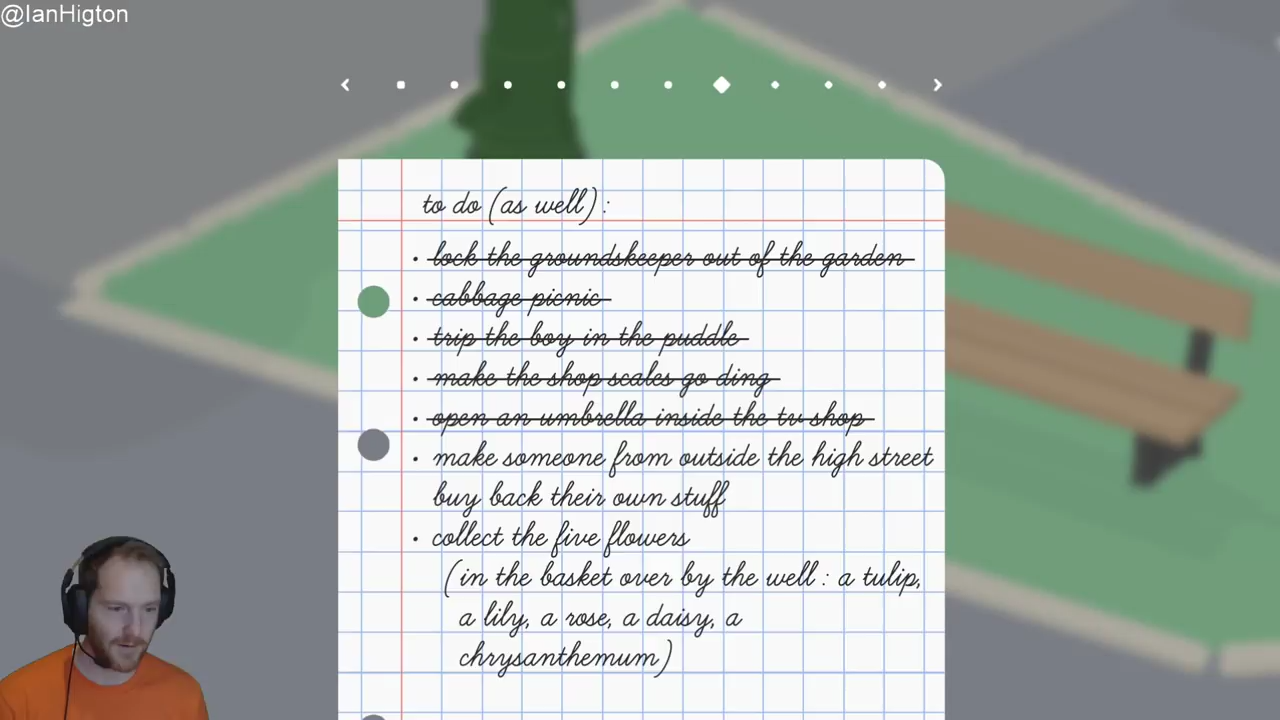 @IanHigton
to do (as well) :
• lock the groundskeeper out of the garden
• cabbage picnic
• trip the boy in the puddle
• make the shop scales go ding
• open an umbrella inside the tv shop
• make someone from outside the high street
buy back their own stuff
• collect the five flowers
(in the basket over by the well : a tulip,
a lily, a rose, a daisy, a
chrysanthemum)